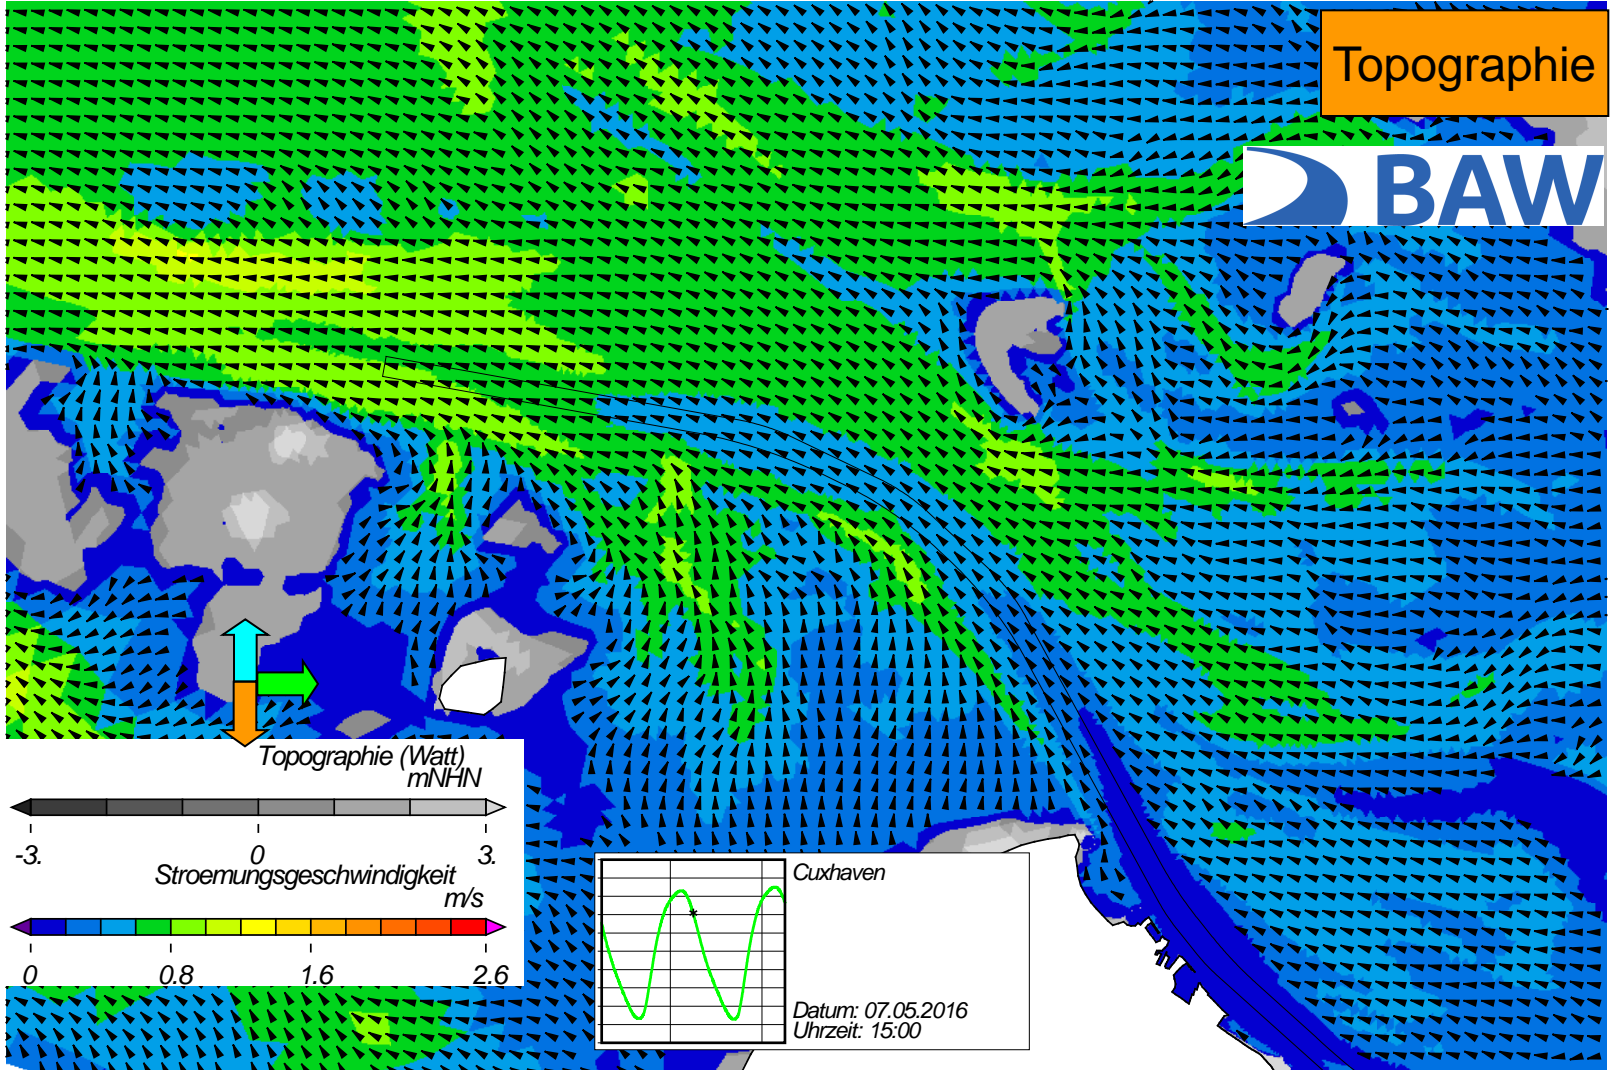 Topographie
BAW
Topographie (Watt)
mNHN
-3. 0 3.
Stroemungsgeschwindigkeit
m/s
0 0.8 1.6 2.6
Cuxhaven
Datum: 07.05.2016
Uhrzeit: 15:00